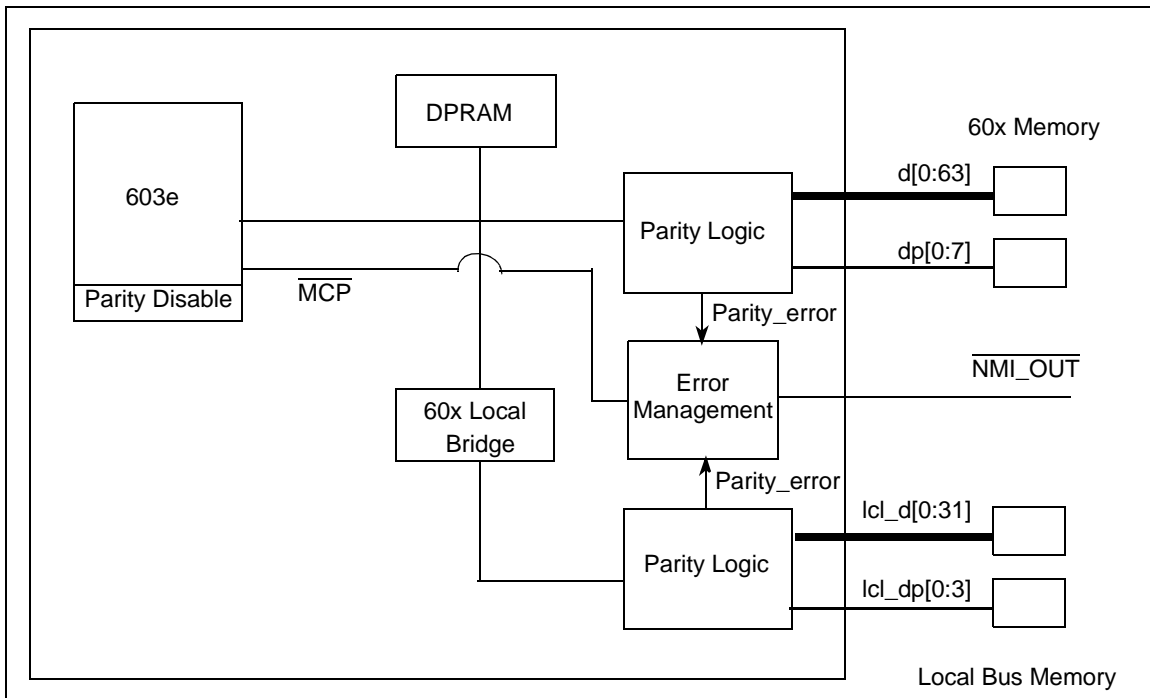 DPRAM
60x Memory
603e
d[0:63]
Parity Logic
dp[0:7]
MCP
Parity Disable
Parity_error
NMI_OUT
Error
Management
60x Local
Bridge
Parity_error
lcl_d[0:31]
Parity Logic
lcl_dp[0:3]
Local Bus Memory